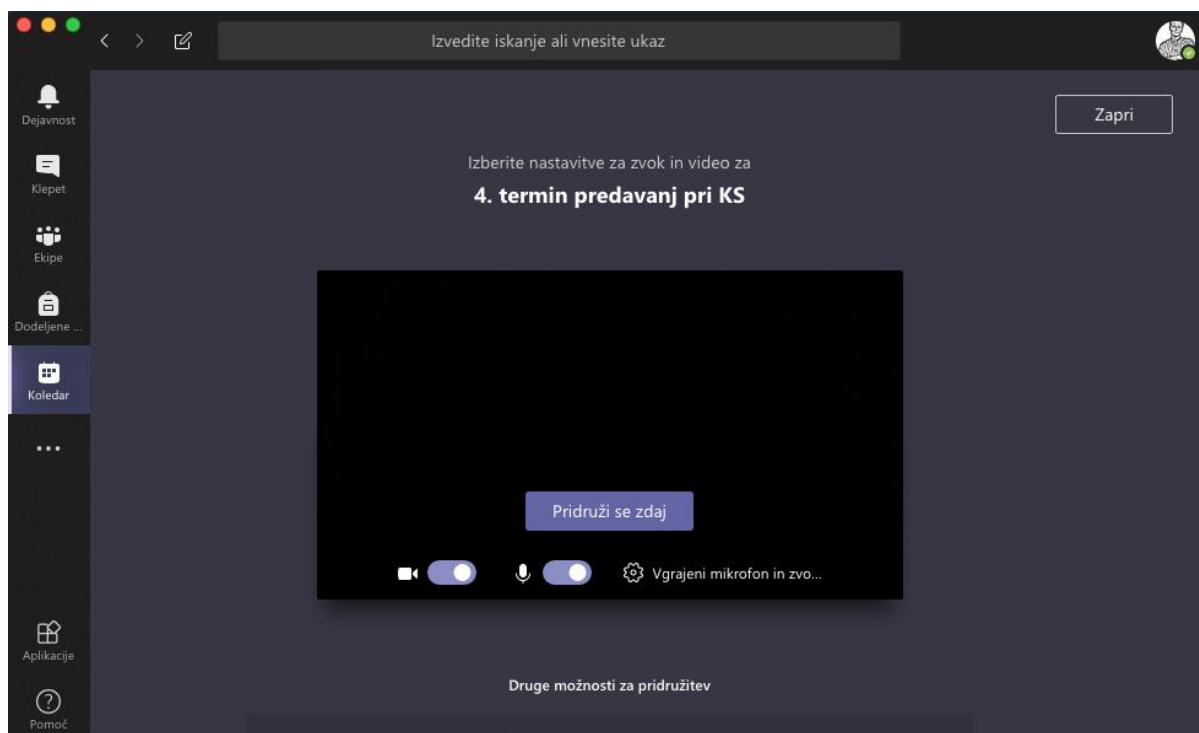 Izvedite iskanje ali vnesite ukaz
Dejavnost
Klepet
Ekipe
Dodeljene ...
Koledar
Aplikacije
Pomoč
Zapri
Izberite nastavitve za zvok in video za
4. termin predavanj pri KS
Pridruži se zdaj
Vgrajeni mikrofon in zvo...
Druge možnosti za pridružitev